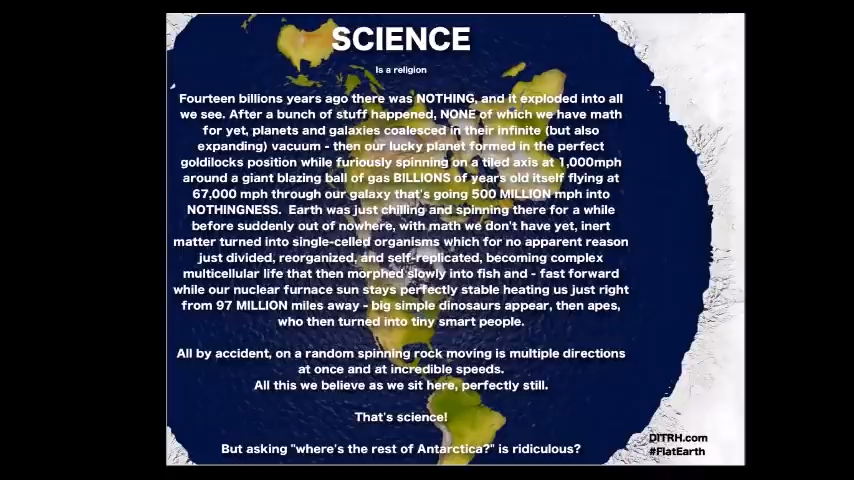 SCIENCE
Is a religion
Fourteen billions years ago there was NOTHING, and it exploded into all
we see. After a bunch of stuff happened, NONE of which we have math
for yet, planets and galaxies coalesced in their infinite (but also
expanding) vacuum - then our lucky planet formed in the perfect
goldilocks position while furiously spinning on a tiled axis at 1,000mph
around a giant blazing ball of gas BILLIONS of years old itself flying at
67,000 mph through our galaxy that's going 500 MILLION mph into
NOTHINGNESS. Earth was just chilling and spinning there for a while
before suddenly out of nowhere, with math we don't have yet, inert
matter turned into single-celled organisms which for no apparent reason
just divided, reorganized, and self-replicated, becoming complex
multicellular life that then morphed slowly into fish and - fast forward
while our nuclear furnace sun stays perfectly stable heating us just right
from 97 MILLION miles away - big simple dinosaurs appear, then apes,
who then turned into tiny smart people.
All by accident, on a random spinning rock moving is multiple directions
at once and at incredible speeds.
All this we believe as we sit here, perfectly still.
That's science!
But asking "where's the rest of Antarctica?" is ridiculous?
DITRH.com
#FlatEarth